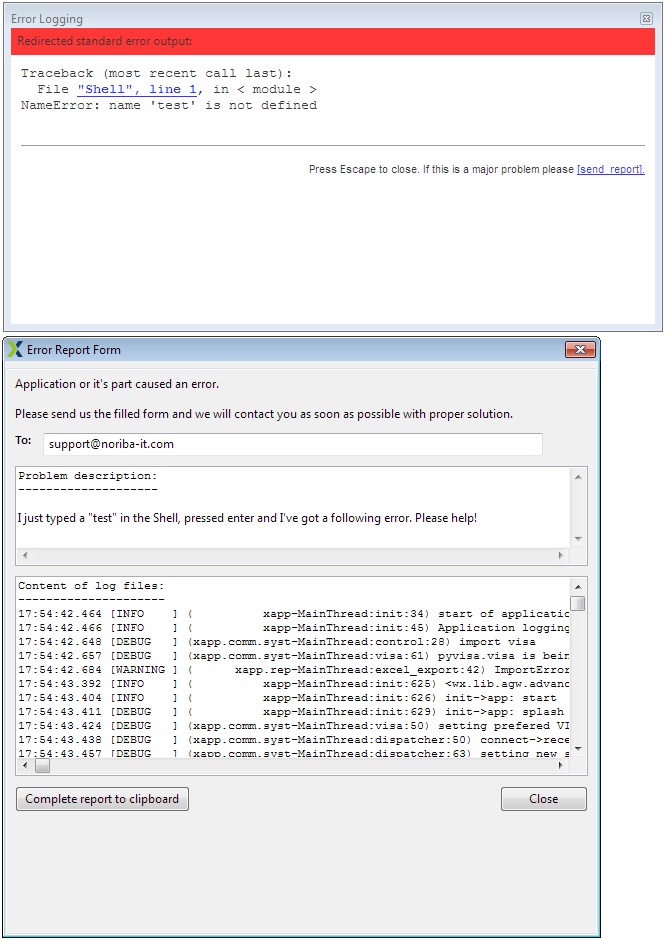 Error Logging
Redirected standard error output:
Traceback (most recent call last):
File "Shell", line 1, in < module >
NameError: name 'test' is not defined
Press Escape to close. If this is a major problem please [send_report].
Error Report Form
Application or it's part caused an error.
Please send us the filled form and we will contact you as soon as possible with proper solution.
To: support@noriba-it.com
Problem description:
--------------------
I just typed a "test" in the Shell, pressed enter and I've got a following error. Please help!
Content of log files:
---------------------
17:54:42.464 [INFO    ] (         xapp-MainThread:init:34) start of applicatio
17:54:42.466 [INFO    ] (         xapp-MainThread:init:45) Application logging
17:54:42.648 [DEBUG   ] (xapp.comm.syst-MainThread:control:28) import visa
17:54:42.657 [DEBUG   ] (xapp.comm.syst-MainThread:visa:61) pyvisa.visa is bein
17:54:42.684 [WARNING ] (     xapp.rep-MainThread:excel_export:42) ImportError
17:54:43.392 [INFO    ] (         xapp-MainThread:init:625) <wx.lib.agw.advanc
17:54:43.404 [INFO    ] (         xapp-MainThread:init:626) init->app: start
17:54:43.411 [DEBUG   ] (         xapp-MainThread:init:629) init->app: splash
17:54:43.424 [DEBUG   ] (xapp.comm.syst-MainThread:visa:50) setting prefered VI
17:54:43.438 [DEBUG   ] (xapp.comm.syst-MainThread:dispatcher:50) connect->rece
17:54:43.457 [DEBUG   ] (xapp.comm.syst-MainThread:dispatcher:63) setting new s
Complete report to clipboard
Close